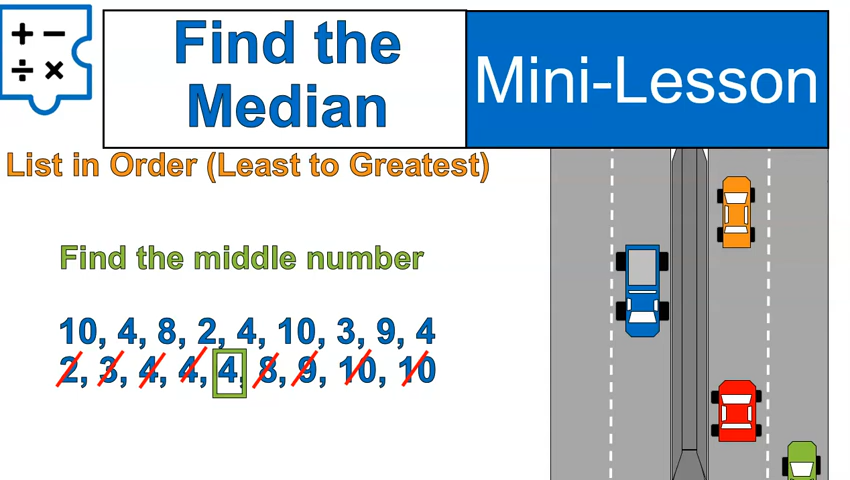 + −
÷ ×
Find the
Median
Mini-Lesson
List in Order (Least to Greatest)
Find the middle number
10, 4, 8, 2, 4, 10, 3, 9, 4
2, 3, 4, 4, 4, 8, 9, 10, 10